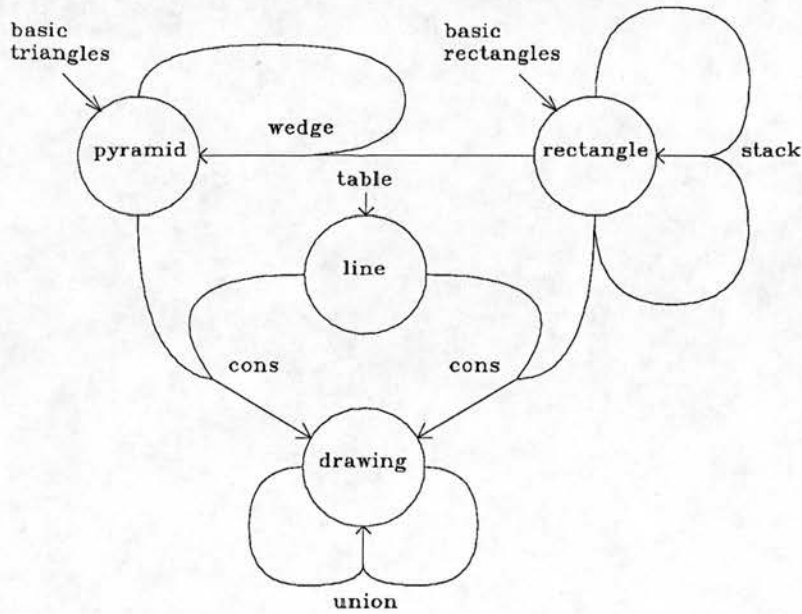 basic
triangles
basic
rectangles
wedge
pyramid
rectangle
stack
table
line
cons
cons
drawing
union